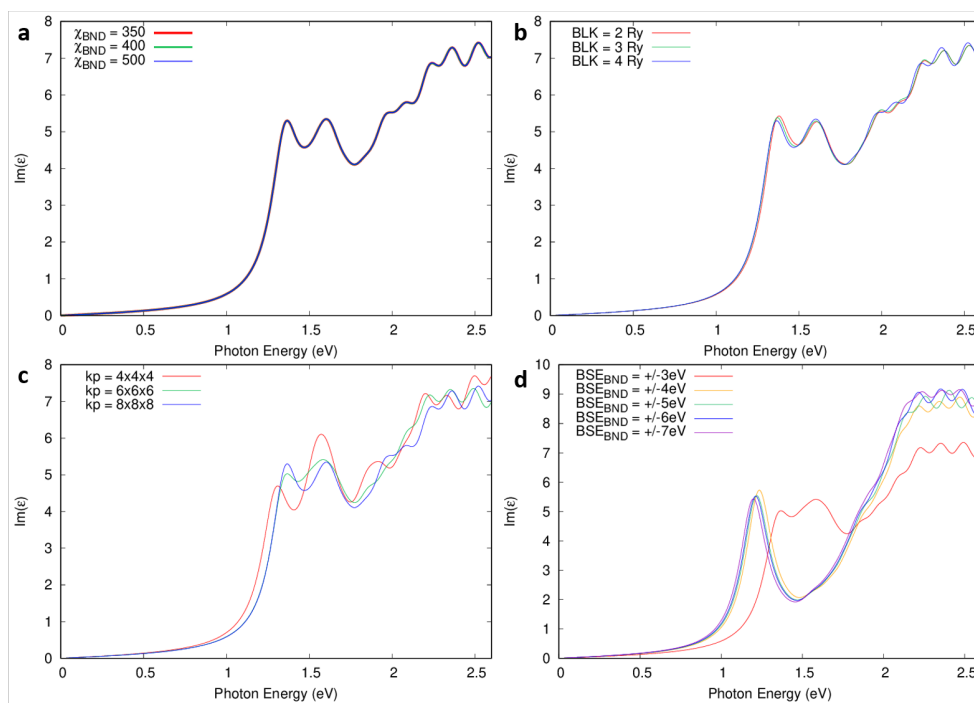 a
χBND = 350
χBND = 400
χBND = 500
Im(ε)
8
7
6
5
4
3
2
1
0
0 0.5 1 1.5 2 2.5
Photon Energy (eV)
b
BLK = 2 Ry
BLK = 3 Ry
BLK = 4 Ry
Im(ε)
8
7
6
5
4
3
2
1
0
0 0.5 1 1.5 2 2.5
Photon Energy (eV)
c
kp = 4x4x4
kp = 6x6x6
kp = 8x8x8
Im(ε)
8
7
6
5
4
3
2
1
0
0 0.5 1 1.5 2 2.5
Photon Energy (eV)
d
BSEBND = +/-3eV
BSEBND = +/-4eV
BSEBND = +/-5eV
BSEBND = +/-6eV
BSEBND = +/-7eV
Im(ε)
10
9
8
7
6
5
4
3
2
1
0
0 0.5 1 1.5 2 2.5
Photon Energy (eV)